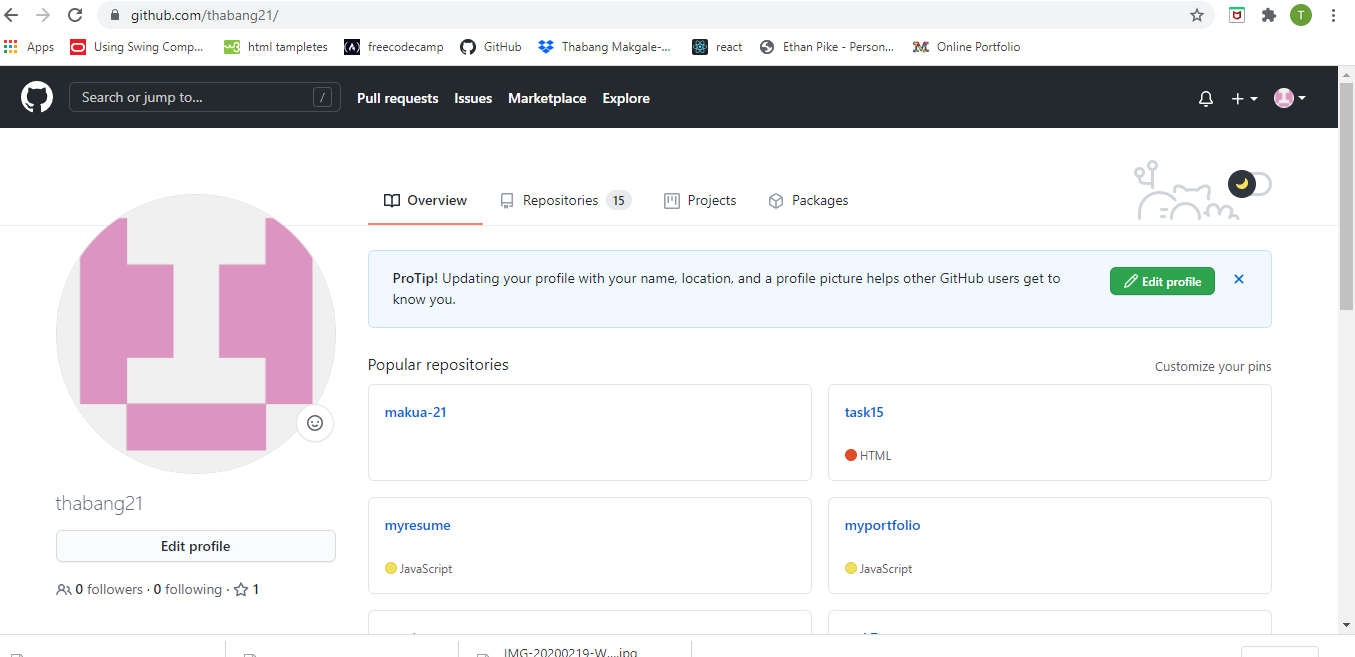 github.com/thabang21/
T
Apps Using Swing Comp... html tampletes freecodecamp GitHub Thabang Makgale-... react Ethan Pike - Person... Online Portfolio
Search or jump to... / Pull requests Issues Marketplace Explore
Overview Repositories 15 Projects Packages
ProTip! Updating your profile with your name, location, and a profile picture helps other GitHub users get to
know you.
Edit profile
Popular repositories
Customize your pins
makua-21
task15
HTML
myresume
JavaScript
myportfolio
JavaScript
thabang21
Edit profile
0 followers · 0 following · 1
IMG-20200219-W....jpg